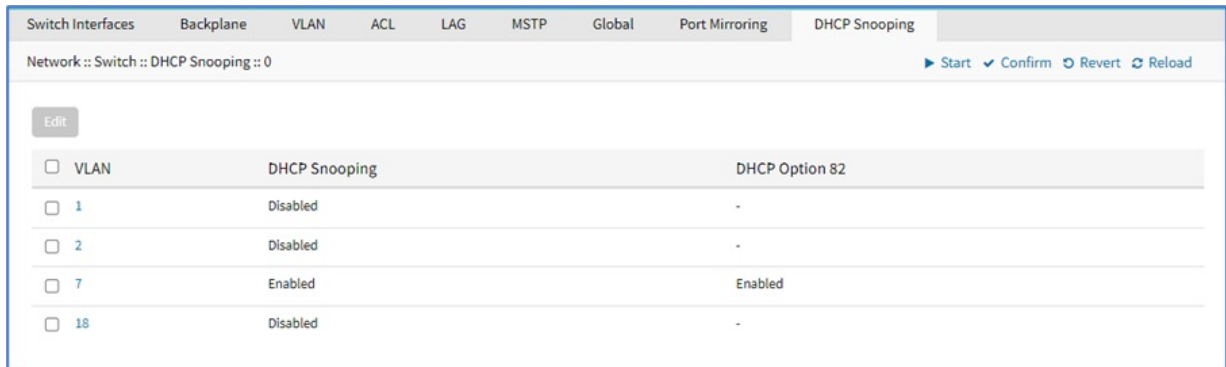 Switch Interfaces Backplane VLAN ACL LAG MSTP Global Port Mirroring DHCP Snooping
Network :: Switch :: DHCP Snooping :: 0 Start Confirm Revert Reload
Edit
VLAN DHCP Snooping DHCP Option 82
1 Disabled -
2 Disabled -
7 Enabled Enabled
18 Disabled -